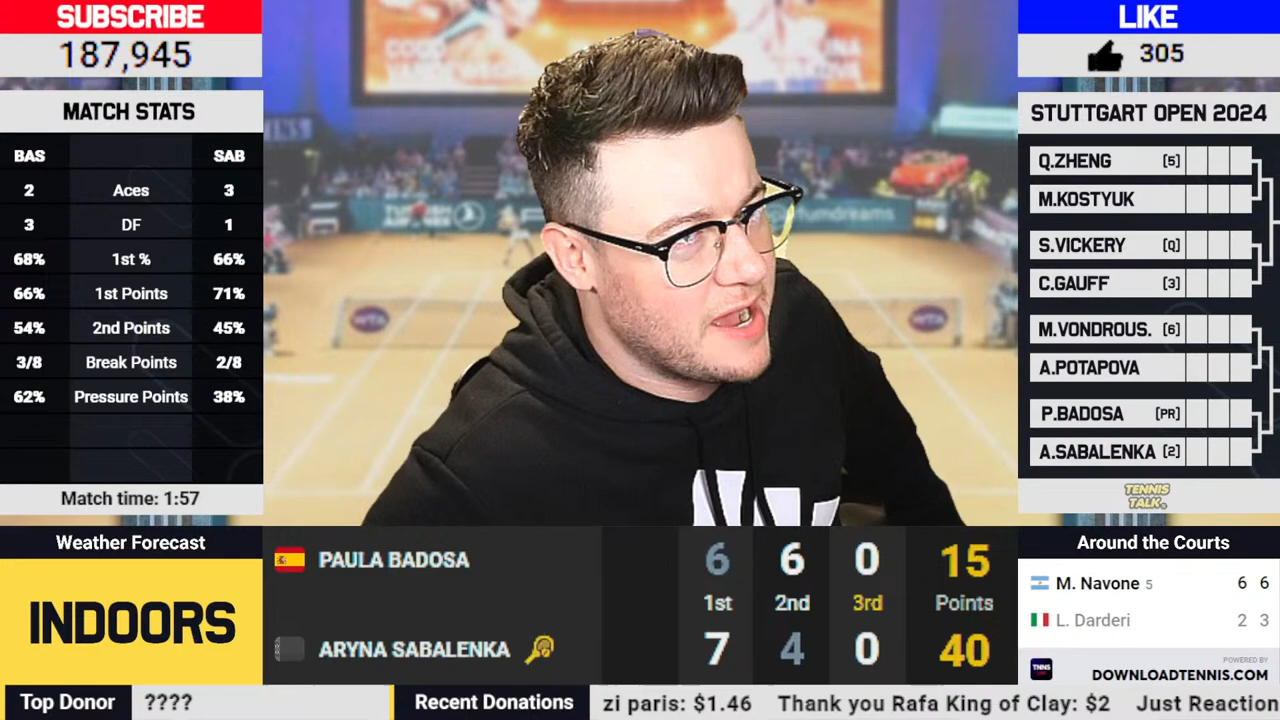 SUBSCRIBE
187,945
MATCH STATS
BAS SAB
2 Aces 3
3 DF 1
68% 1st % 66%
66% 1st Points 71%
54% 2nd Points 45%
3/8 Break Points 2/8
62% Pressure Points 38%
Match time: 1:57
Weather Forecast
INDOORS
LIKE
305
STUTTGART OPEN 2024
Q.ZHENG [5]
M.KOSTYUK
S.VICKERY [Q]
C.GAUFF [3]
M.VONDROUS. [6]
A.POTAPOVA
P.BADOSA [PR]
A.SABALENKA [2]
TENNIS
TALK.
PAULA BADOSA 6 6 0 15
1st 2nd 3rd Points
ARYNA SABALENKA 7 4 0 40
Around the Courts
M. Navone 5 6 6
L. Darderi 2 3
POWERED BY
DOWNLOADTENNIS.COM
Top Donor ???? Recent Donations zi paris: $1.46 Thank you Rafa King of Clay: $2 Just Reaction